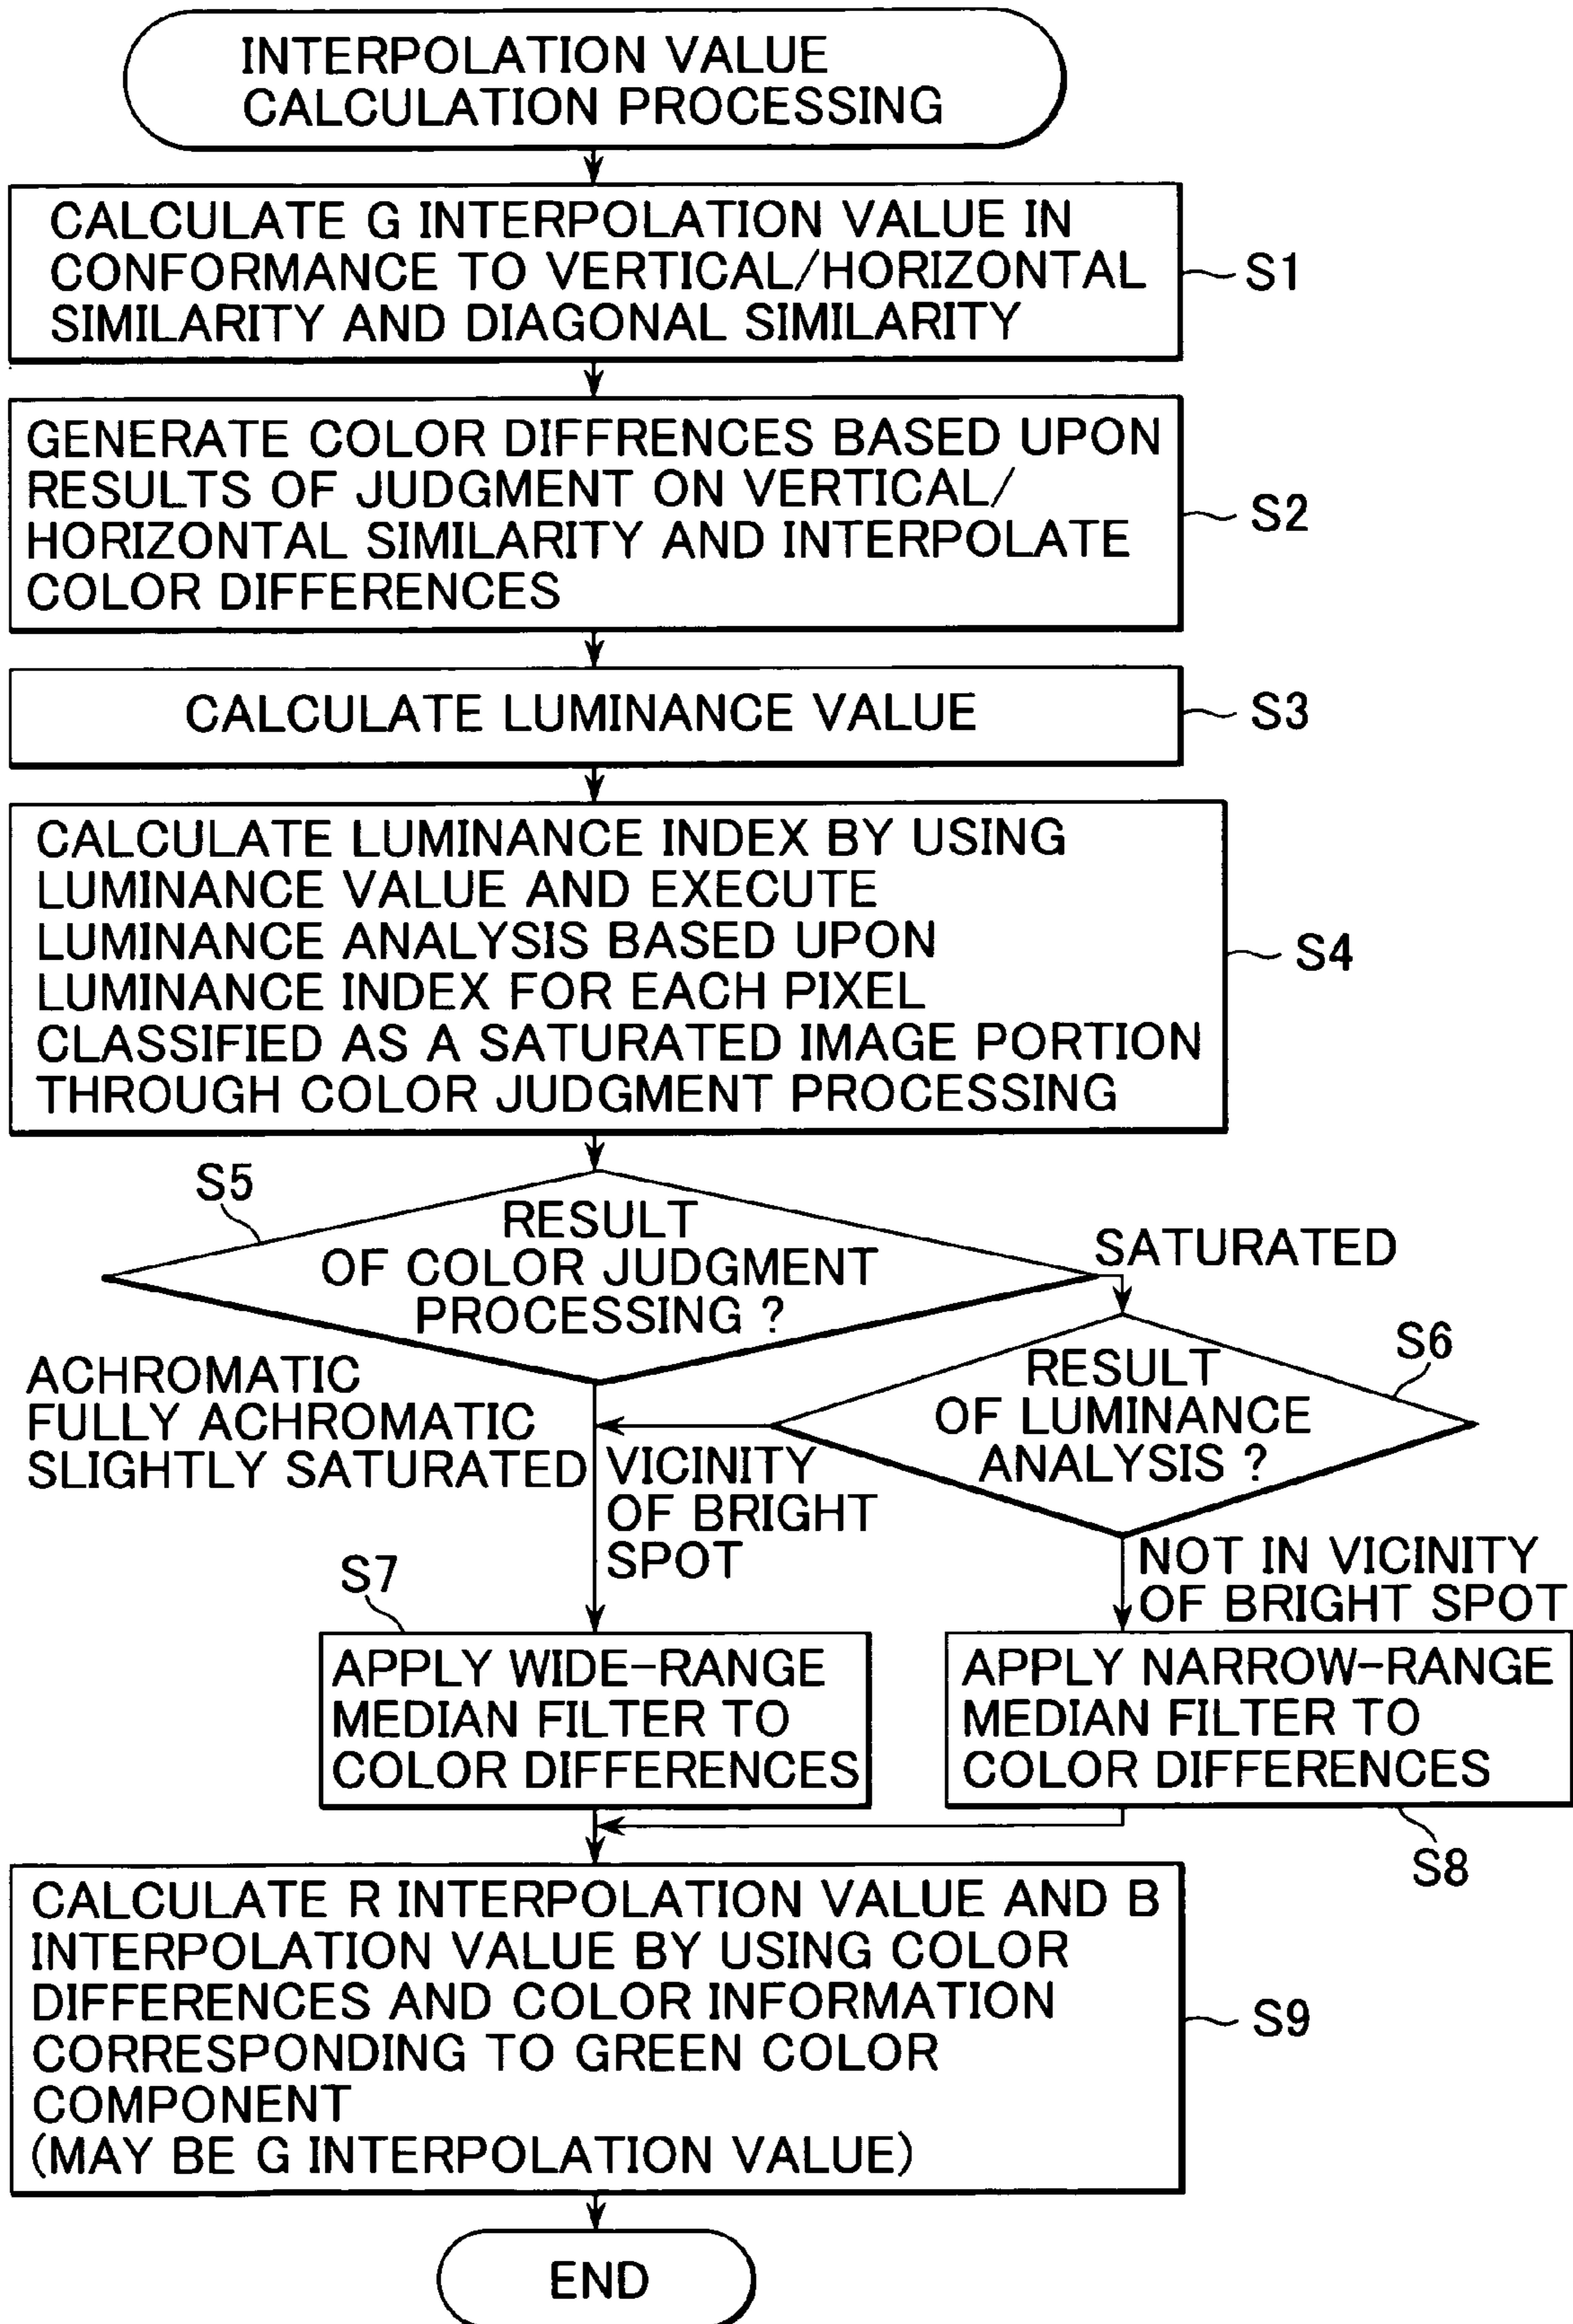 INTERPOLATION VALUE
CALCULATION PROCESSING
CALCULATE G INTERPOLATION VALUE IN
CONFORMANCE TO VERTICAL/HORIZONTAL
SIMILARITY AND DIAGONAL SIMILARITY
S1
GENERATE COLOR DIFFRENCES BASED UPON
RESULTS OF JUDGMENT ON VERTICAL/
HORIZONTAL SIMILARITY AND INTERPOLATE
COLOR DIFFERENCES
S2
CALCULATE LUMINANCE VALUE
S3
CALCULATE LUMINANCE INDEX BY USING
LUMINANCE VALUE AND EXECUTE
LUMINANCE ANALYSIS BASED UPON
LUMINANCE INDEX FOR EACH PIXEL
CLASSIFIED AS A SATURATED IMAGE PORTION
THROUGH COLOR JUDGMENT PROCESSING
S4
S5
RESULT
OF COLOR JUDGMENT
PROCESSING ?
SATURATED
ACHROMATIC
FULLY ACHROMATIC
SLIGHTLY SATURATED
S6
RESULT
OF LUMINANCE
ANALYSIS ?
VICINITY
OF BRIGHT
SPOT
NOT IN VICINITY
OF BRIGHT SPOT
S7
APPLY WIDE-RANGE
MEDIAN FILTER TO
COLOR DIFFERENCES
APPLY NARROW-RANGE
MEDIAN FILTER TO
COLOR DIFFERENCES
S8
CALCULATE R INTERPOLATION VALUE AND B
INTERPOLATION VALUE BY USING COLOR
DIFFERENCES AND COLOR INFORMATION
CORRESPONDING TO GREEN COLOR
COMPONENT
(MAY BE G INTERPOLATION VALUE)
S9
END